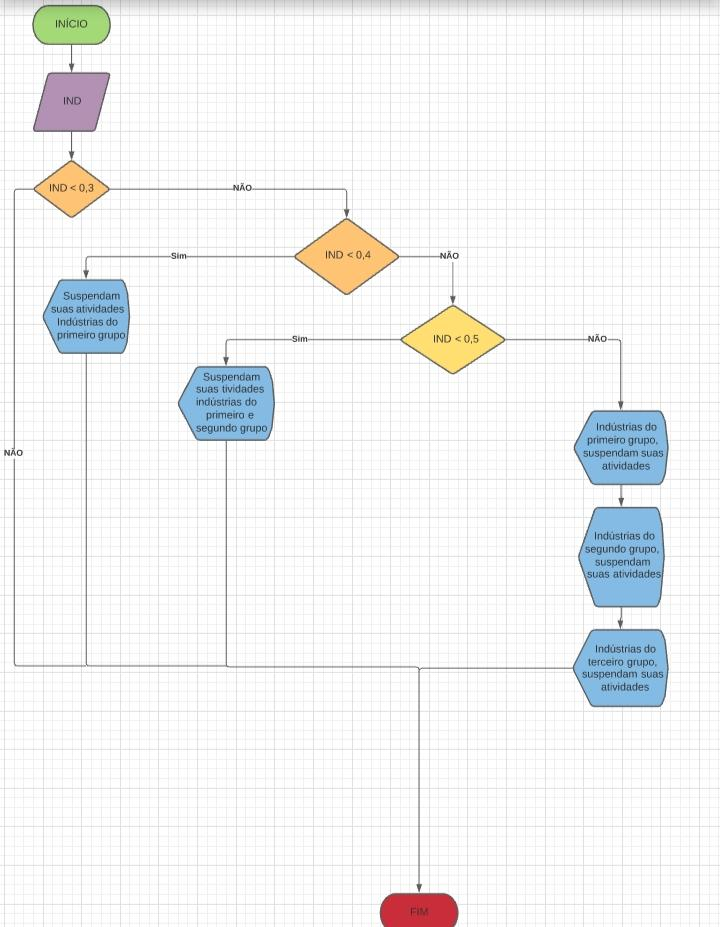 INÍCIO
IND
IND < 0,3
NÃO
IND < 0,4
Sim
NÃO
Suspendam
suas atividades
Indústrias do
primeiro grupo
IND < 0,5
Sim
NÃO
Suspendam
suas tividades
indústrias do
primeiro e
segundo grupo
NÃO
Indústrias do
primeiro grupo,
suspendam suas
atividades
Indústrias do
segundo grupo,
suspendam
suas atividades
Indústrias do
terceiro grupo,
suspendam suas
atividades
FIM